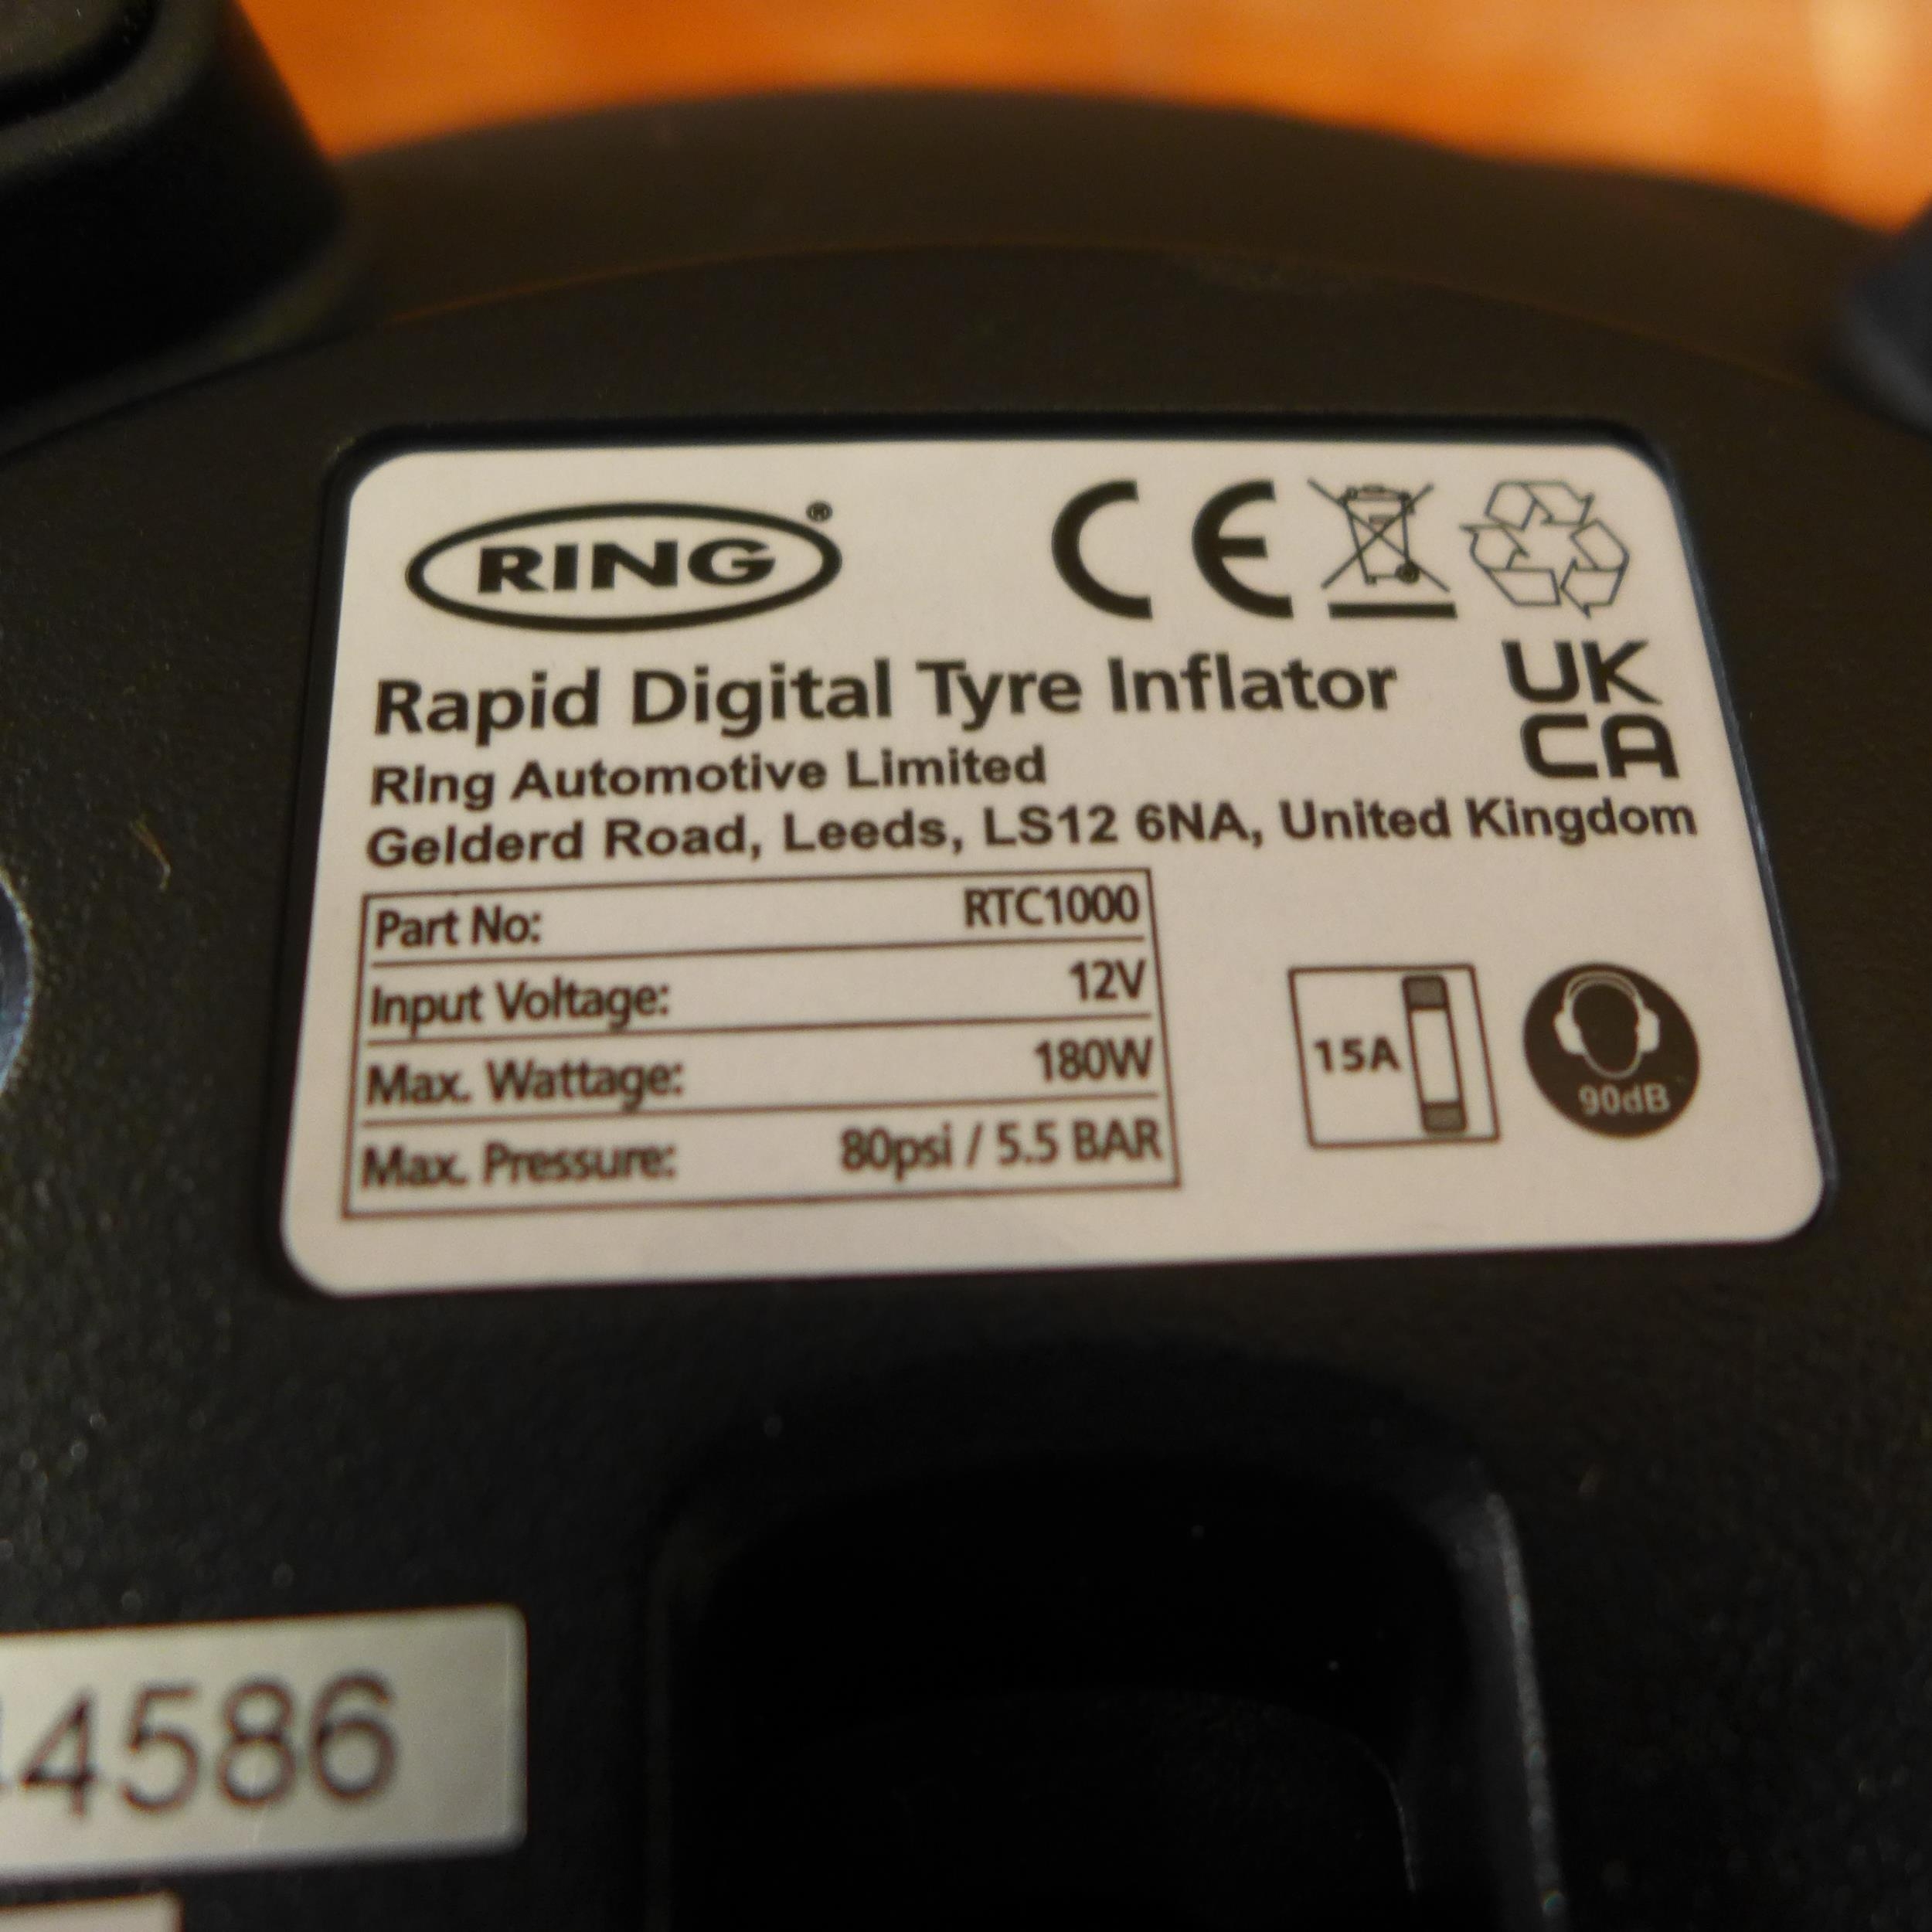 RING®
CE
Rapid Digital Tyre Inflator
UK
CA
Ring Automotive Limited
Gelderd Road, Leeds, LS12 6NA, United Kingdom
Part No: RTC1000
Input Voltage: 12V
Max. Wattage: 180W
Max. Pressure: 80psi / 5.5 BAR
15A
90dB
4586